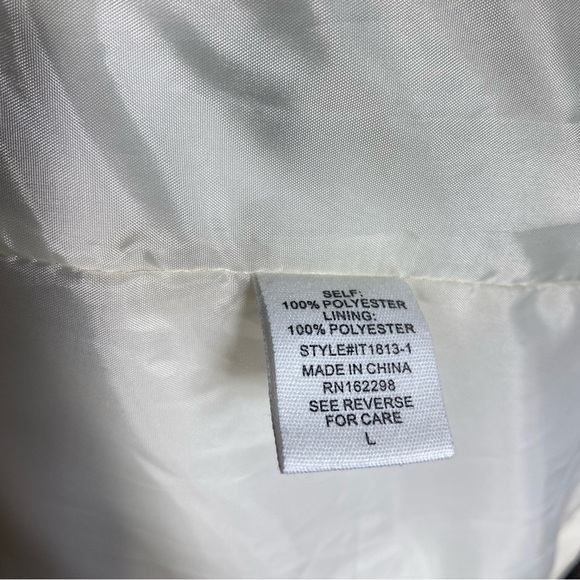 SELF:
100% POLYESTER
LINING:
100% POLYESTER
STYLE#IT1813-1
MADE IN CHINA
RN162298
SEE REVERSE
FOR CARE
L